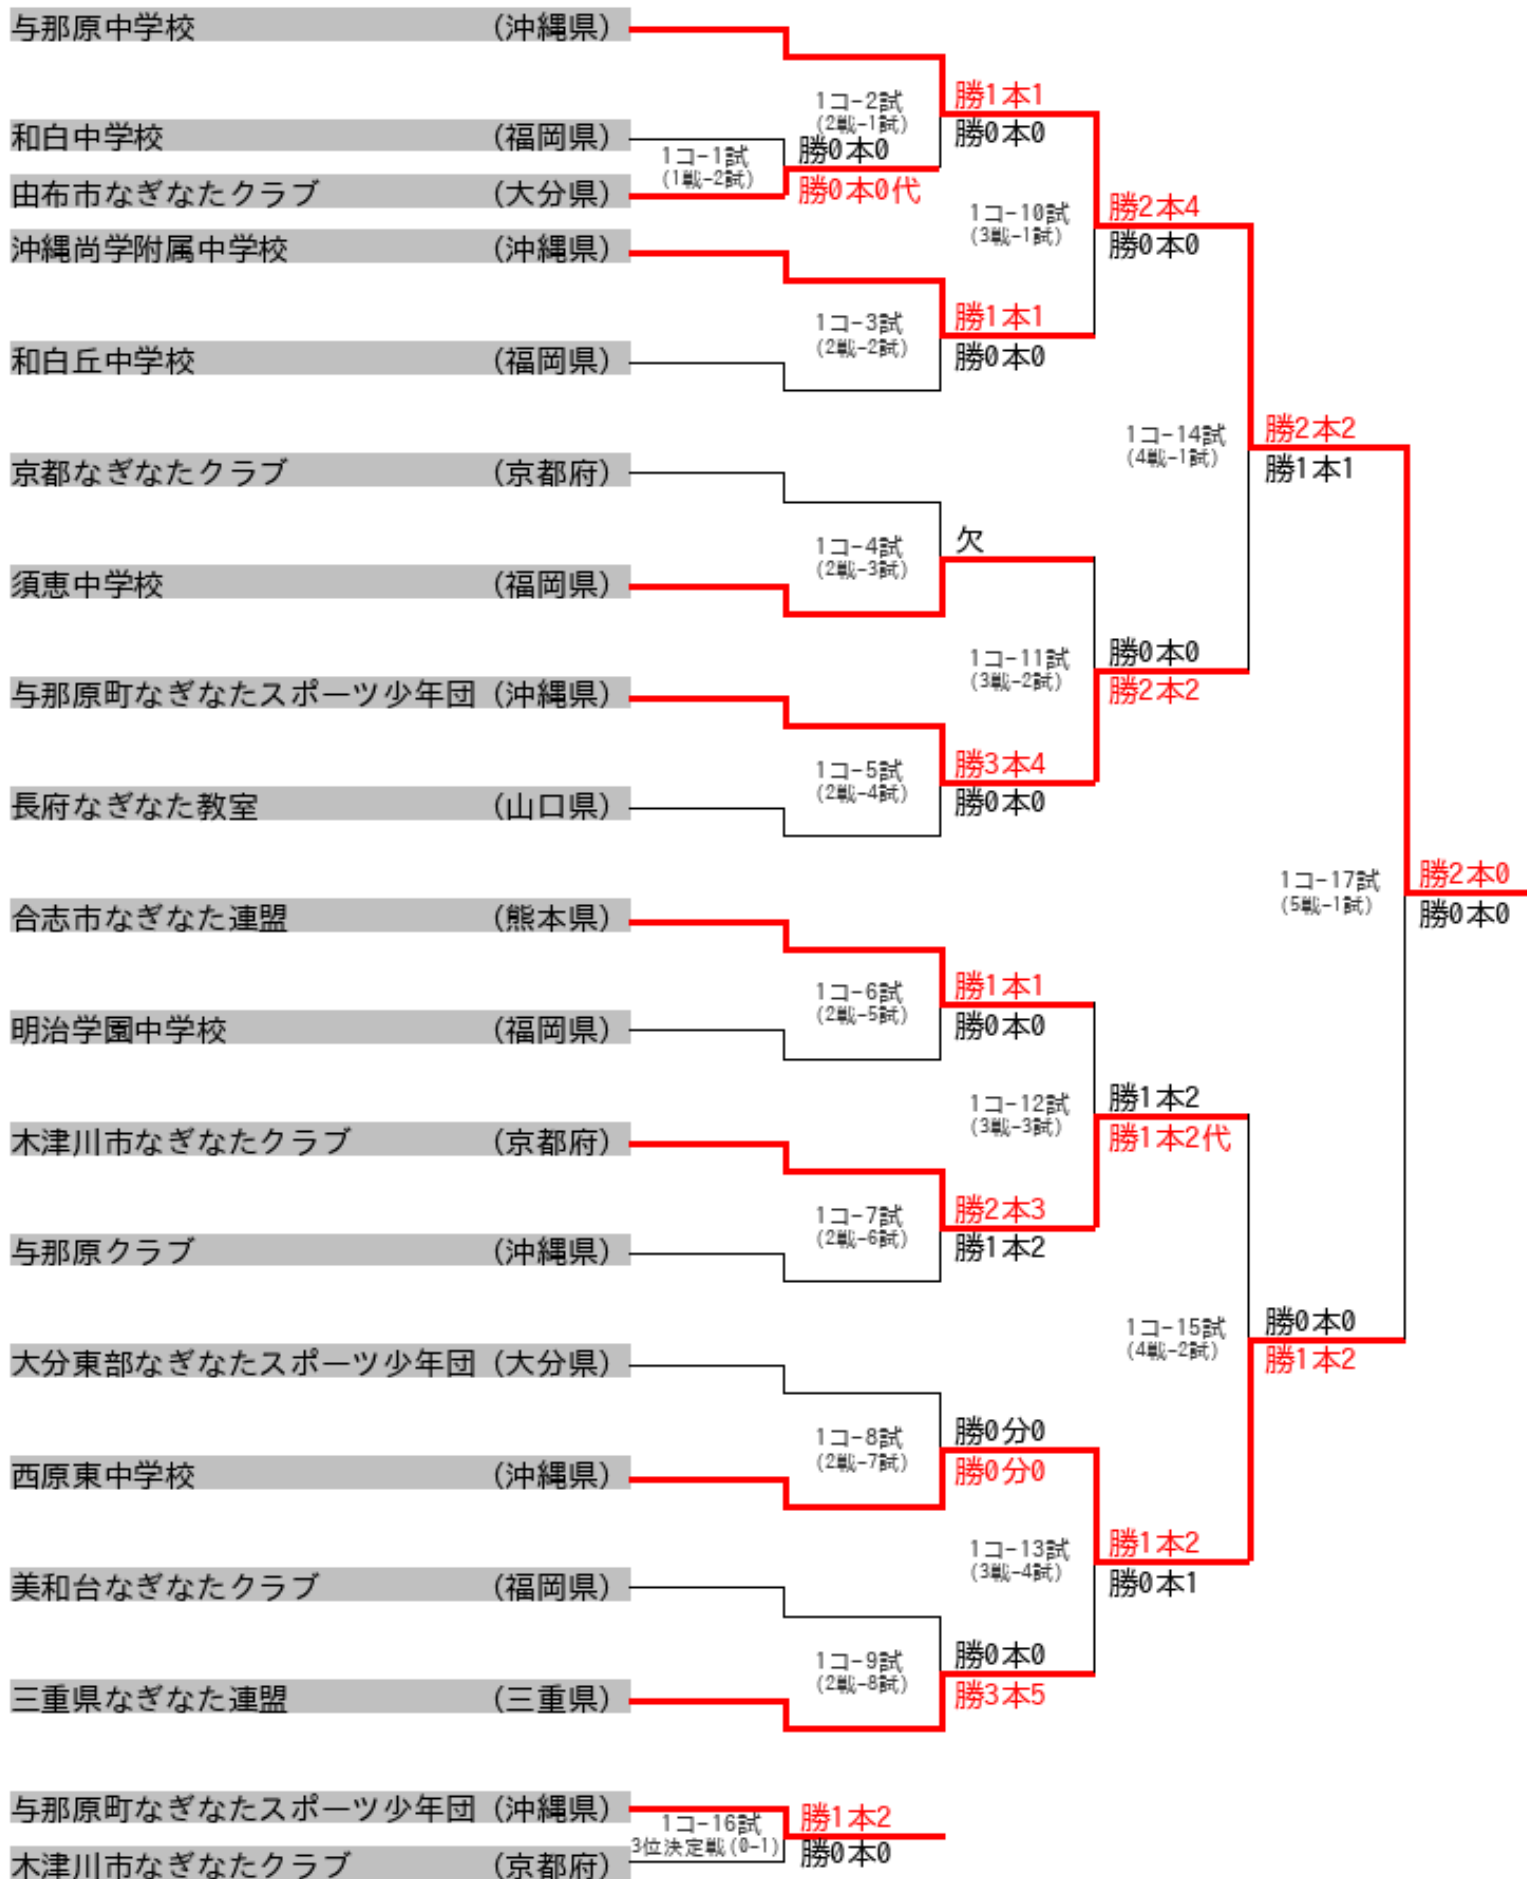 与那原中学校 (沖縄県)
1コ-2試
(2戦-1試)
勝1本1
勝0本0
和白中学校 (福岡県)
1コ-1試
(1戦-2試)
勝0本0
勝0本0代
由布市なぎなたクラブ (大分県)
1コ-10試
(3戦-1試)
勝2本4
勝0本0
沖縄尚学附属中学校 (沖縄県)
1コ-3試
(2戦-2試)
勝1本1
勝0本0
和白丘中学校 (福岡県)
1コ-14試
(4戦-1試)
勝2本2
勝1本1
京都なぎなたクラブ (京都府)
1コ-4試
(2戦-3試)
欠
須恵中学校 (福岡県)
1コ-11試
(3戦-2試)
勝0本0
勝2本2
与那原町なぎなたスポーツ少年団 (沖縄県)
1コ-5試
(2戦-4試)
勝3本4
勝0本0
長府なぎなた教室 (山口県)
1コ-17試
(5戦-1試)
勝2本0
勝0本0
合志市なぎなた連盟 (熊本県)
1コ-6試
(2戦-5試)
勝1本1
勝0本0
明治学園中学校 (福岡県)
1コ-12試
(3戦-3試)
勝1本2
勝1本2代
木津川市なぎなたクラブ (京都府)
1コ-7試
(2戦-6試)
勝2本3
勝1本2
与那原クラブ (沖縄県)
1コ-15試
(4戦-2試)
勝0本0
勝1本2
大分東部なぎなたスポーツ少年団 (大分県)
1コ-8試
(2戦-7試)
勝0分0
勝0分0
西原東中学校 (沖縄県)
1コ-13試
(3戦-4試)
勝1本2
勝0本1
美和台なぎなたクラブ (福岡県)
1コ-9試
(2戦-8試)
勝0本0
勝3本5
三重県なぎなた連盟 (三重県)
与那原町なぎなたスポーツ少年団 (沖縄県)
1コ-16試
3位決定戦(0-1)
勝1本2
勝0本0
木津川市なぎなたクラブ (京都府)